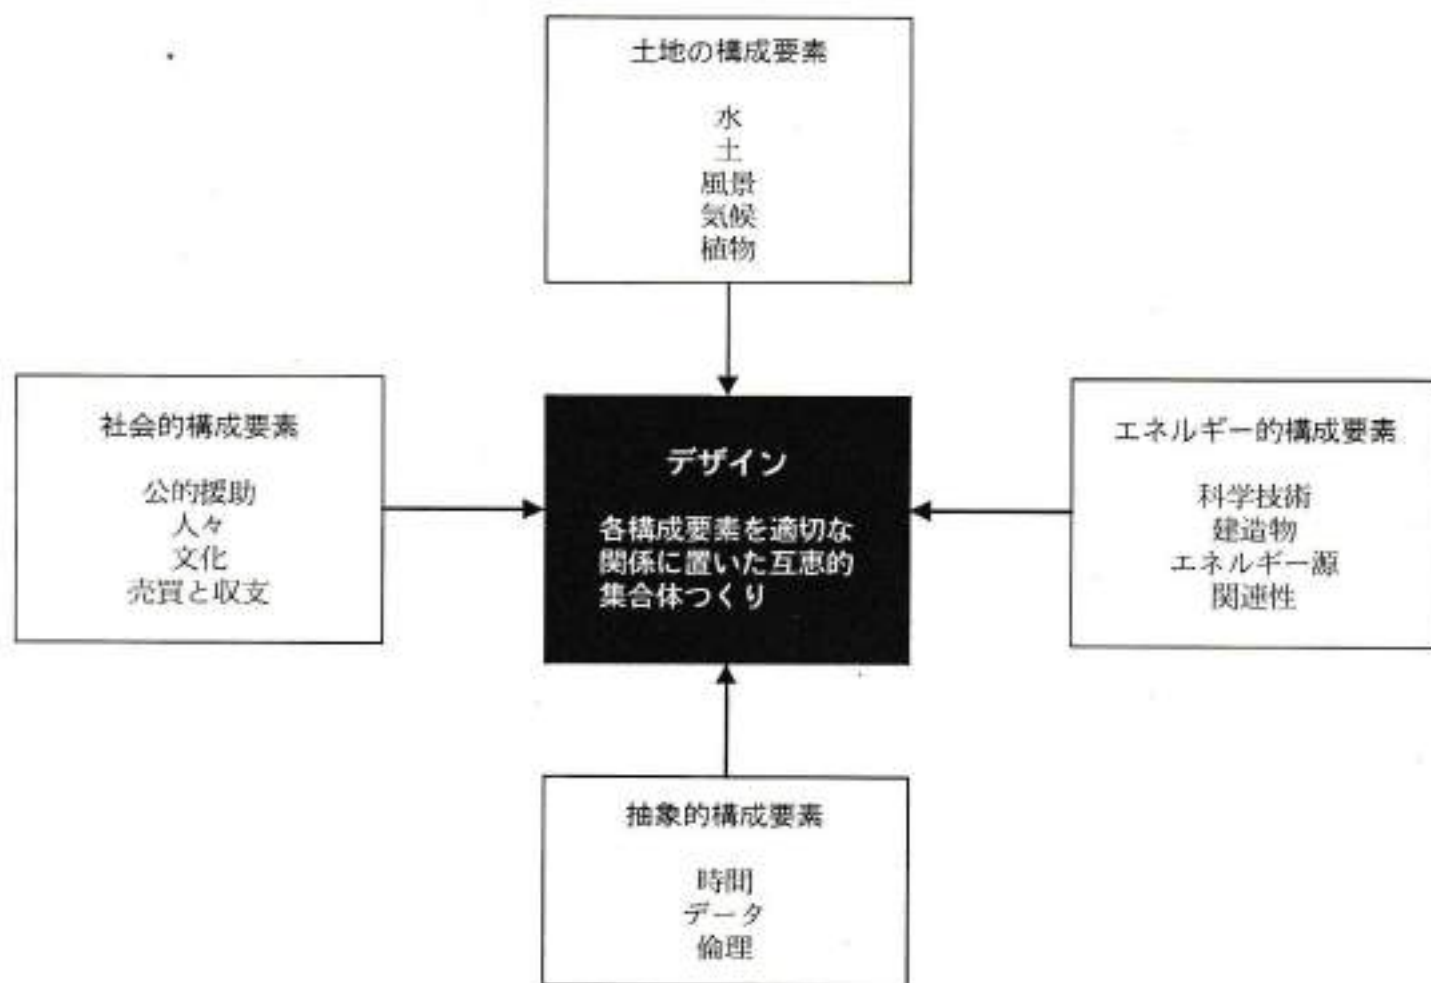 土地の構成要素
水
土
風景
気候
植物
社会的構成要素
公的援助
人々
文化
売買と収支
デザイン
各構成要素を適切な
関係に置いた互恵的
集合体つくり
エネルギー的構成要素
科学技術
建造物
エネルギー源
関連性
抽象的構成要素
時間
データ
倫理